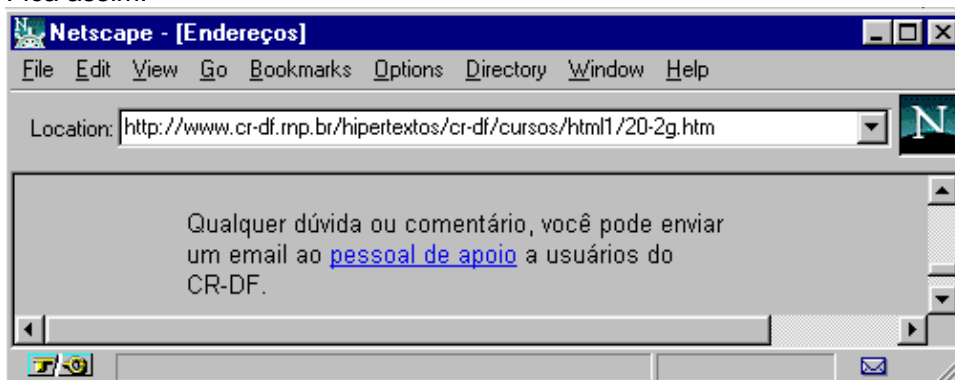 Netscape - [Endereços]
File Edit View Go Bookmarks Options Directory Window Help
Location: http://www.cr-df.rnp.br/hipertextos/cr-df/cursos/html1/20-2g.htm
N
Qualquer dúvida ou comentário, você pode enviar
um email ao pessoal de apoio a usuários do
CR-DF.